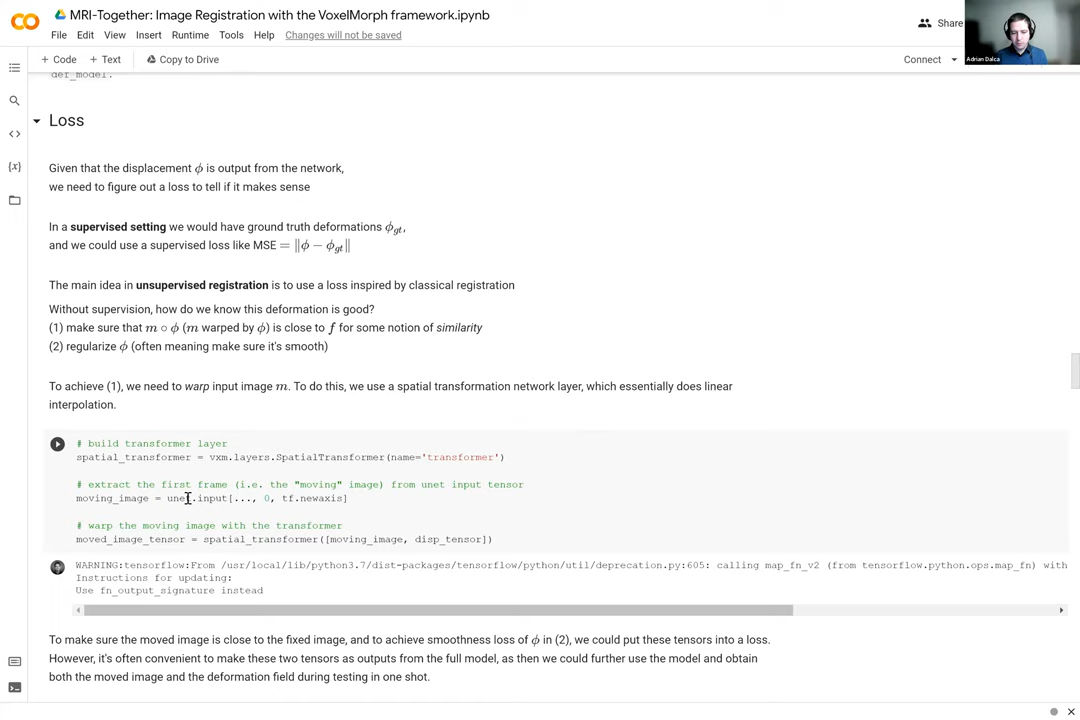 MRI-Together: Image Registration with the VoxelMorph framework.ipynb
File Edit View Insert Runtime Tools Help Changes will not be saved
Share
Adrian Dalca
+ Code + Text Copy to Drive
Connect
def_model.
Loss
Given that the displacement ϕ is output from the network,
we need to figure out a loss to tell if it makes sense
In a supervised setting we would have ground truth deformations ϕgt,
and we could use a supervised loss like MSE = ‖ϕ − ϕgt‖
The main idea in unsupervised registration is to use a loss inspired by classical registration
Without supervision, how do we know this deformation is good?
(1) make sure that m ∘ ϕ (m warped by ϕ) is close to f for some notion of similarity
(2) regularize ϕ (often meaning make sure it's smooth)
To achieve (1), we need to warp input image m. To do this, we use a spatial transformation network layer, which essentially does linear
interpolation.
# build transformer layer
spatial_transformer = vxm.layers.SpatialTransformer(name='transformer')
# extract the first frame (i.e. the "moving" image) from unet input tensor
moving_image = unet.input[..., 0, tf.newaxis]
# warp the moving image with the transformer
moved_image_tensor = spatial_transformer([moving_image, disp_tensor])
WARNING:tensorflow:From /usr/local/lib/python3.7/dist-packages/tensorflow/python/util/deprecation.py:605: calling map_fn_v2 (from tensorflow.python.ops.map_fn) with
Instructions for updating:
Use fn_output_signature instead
To make sure the moved image is close to the fixed image, and to achieve smoothness loss of ϕ in (2), we could put these tensors into a loss.
However, it's often convenient to make these two tensors as outputs from the full model, as then we could further use the model and obtain
both the moved image and the deformation field during testing in one shot.